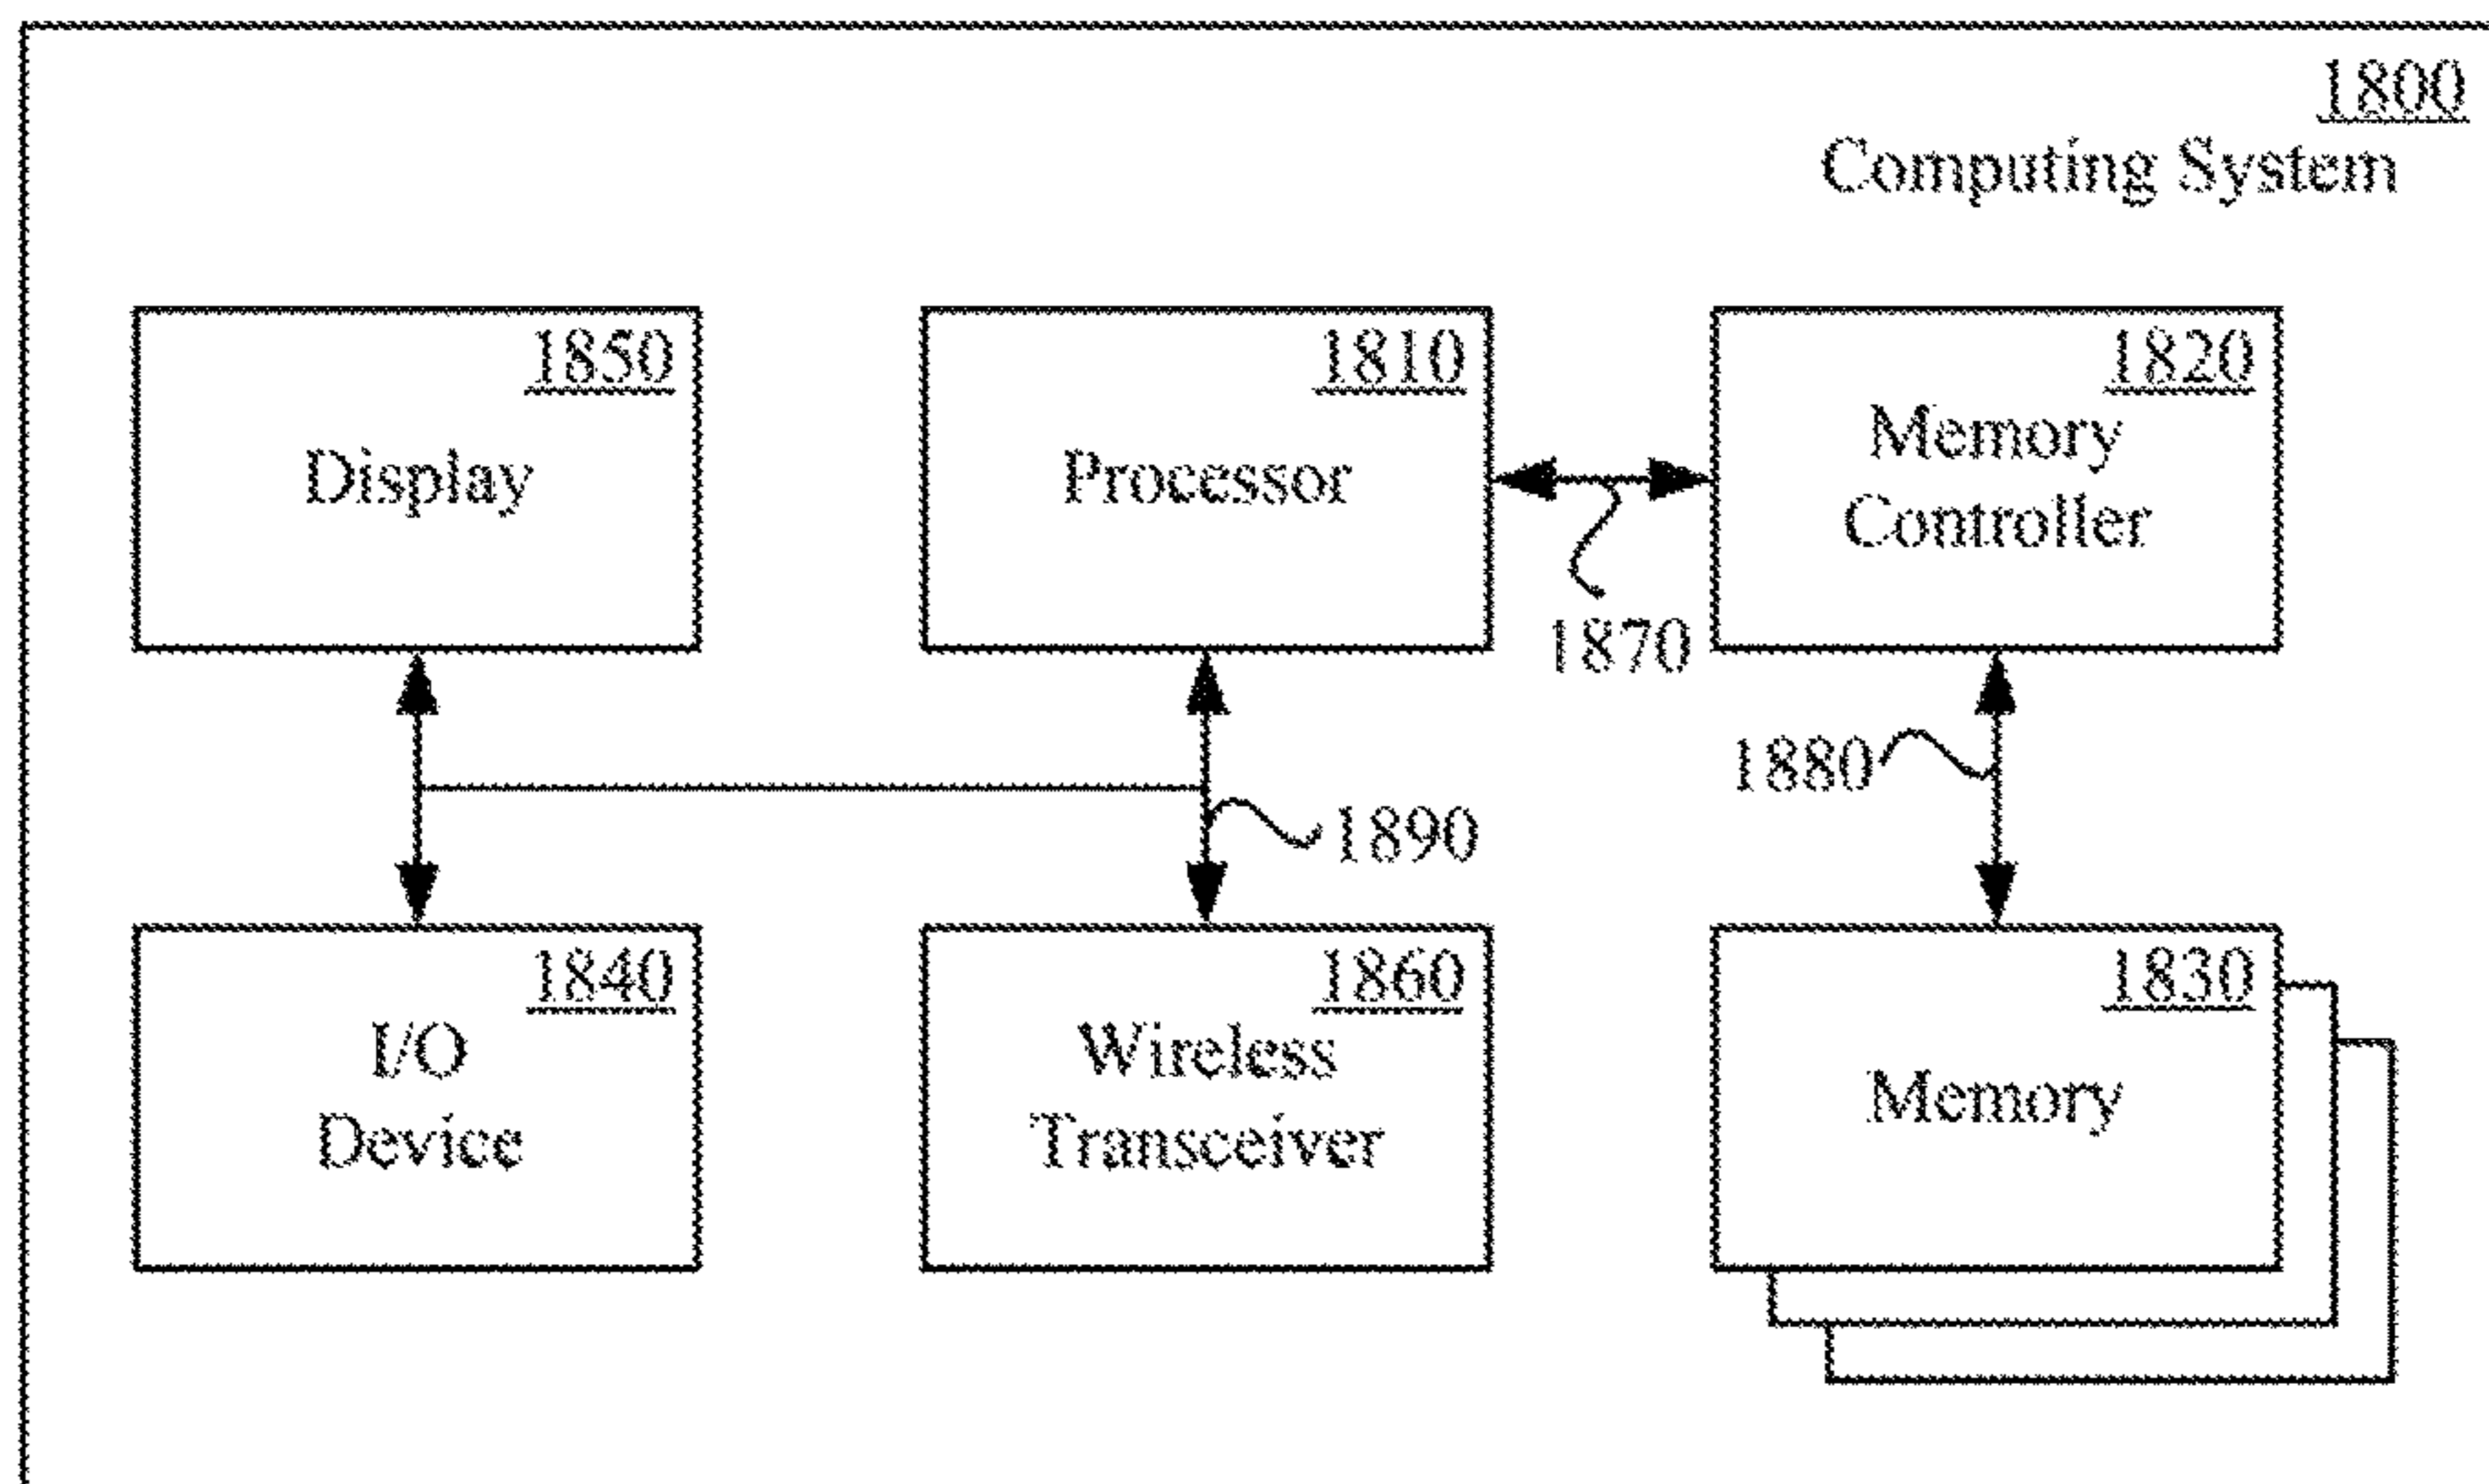 1800
Computing System
1850
Display
1810
Processor
1820
Memory
Controller
1870
1880
1890
1840
I/O
Device
1860
Wireless
Transceiver
1830
Memory